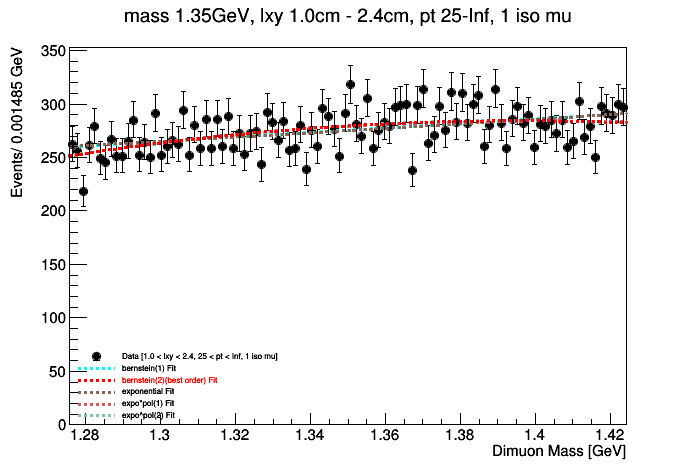 mass 1.35GeV, lxy 1.0cm - 2.4cm, pt 25-Inf, 1 iso mu
Events/ 0.001485 GeV
350
300
250
200
150
100
50
0
Data [1.0 < lxy < 2.4, 25 < pt < Inf, 1 iso mu]
bernstein(1) Fit
bernstein(2)(best order) Fit
exponential Fit
expo*pol(1) Fit
expo*pol(2) Fit
1.28 1.3 1.32 1.34 1.36 1.38 1.4 1.42
Dimuon Mass [GeV]